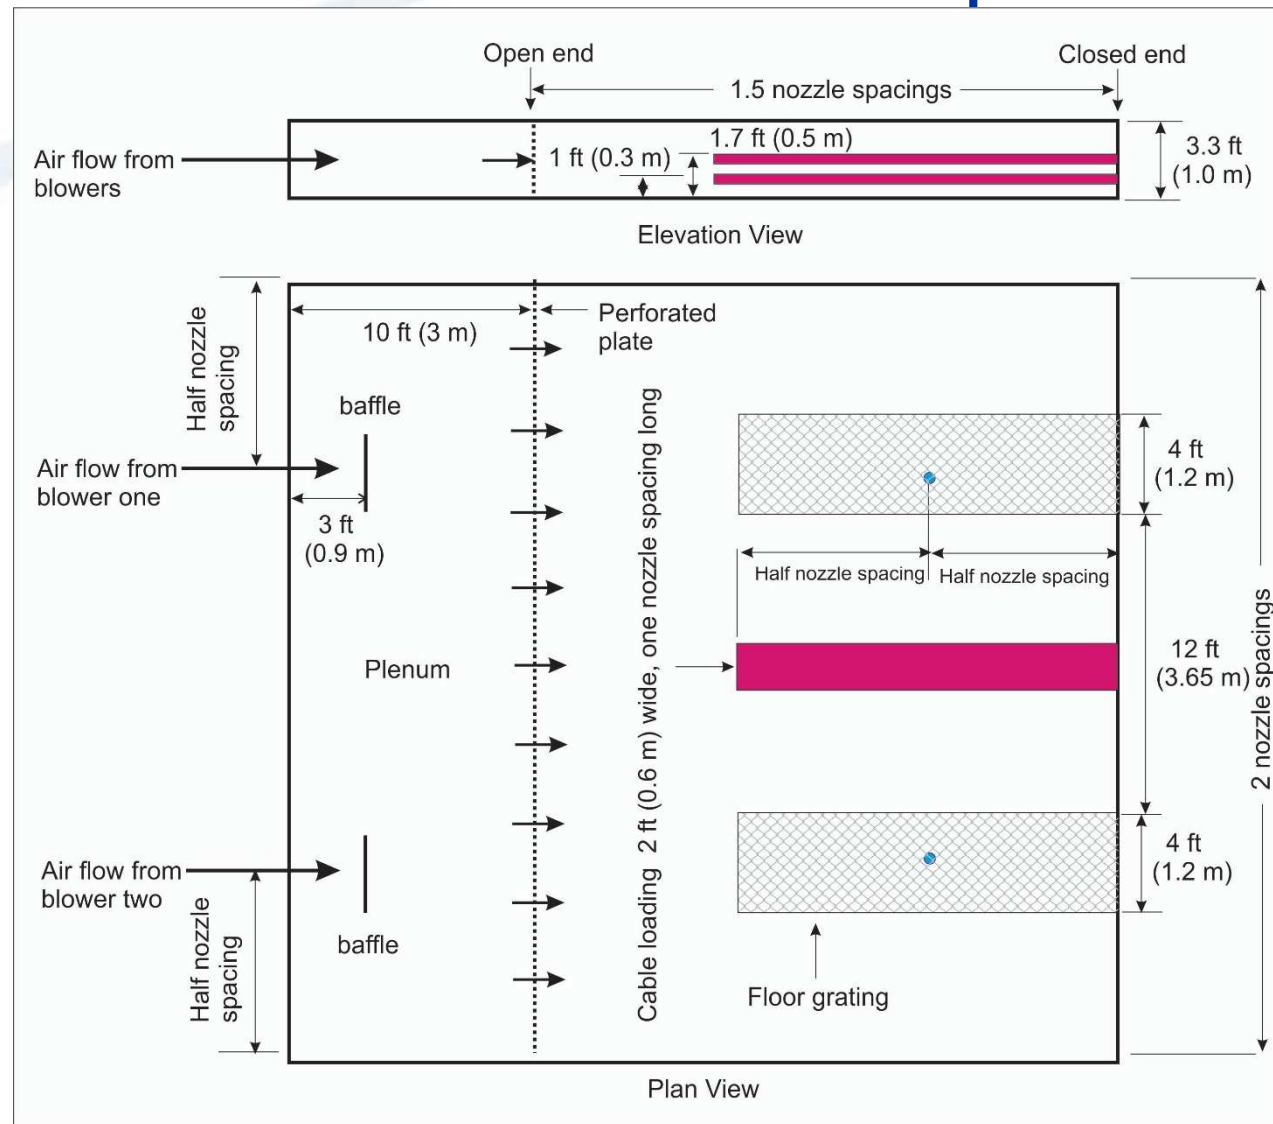 Open end
Closed end
1.5 nozzle spacings
Air flow from
blowers
1 ft (0.3 m)
1.7 ft (0.5 m)
3.3 ft
(1.0 m)
Elevation View
Half nozzle
spacing
10 ft (3 m)
Perforated
plate
baffle
Air flow from
blower one
3 ft
(0.9 m)
4 ft
(1.2 m)
Half nozzle spacing
Half nozzle spacing
Plenum
Cable loading 2 ft (0.6 m) wide, one nozzle spacing long
12 ft
(3.65 m)
2 nozzle spacings
Air flow from
blower two
4 ft
(1.2 m)
Half nozzle
spacing
baffle
Floor grating
Plan View